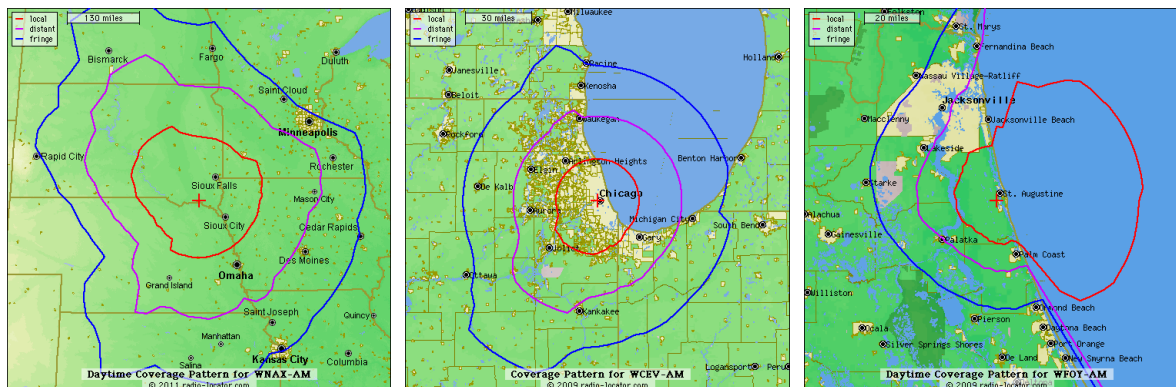 local
distant
fringe
130 miles
Bismarck
Fargo
Duluth
Saint Cloud
Minneapolis
Rapid City
Rochester
Sioux Falls
Mason City
Sioux City
Cedar Rapids
Des Moines
Omaha
Grand Island
Saint Joseph
Quincy
Manhattan
Kansas City
Salina
Columbia
Daytime Coverage Pattern for WNAX-AM
© 2011 radio-locator.com
local
distant
fringe
30 miles
Milwaukee
Racine
Holland
Janesville
Kenosha
Beloit
Waukegan
Rockford
Arlington Heights
Benton Harbor
Elgin
De Kalb
Chicago
Aurora
Michigan City
South Bend
Gary
Joliet
Ottawa
Kankakee
Logansport
Peru
Coverage Pattern for WCEV-AM
© 2009 radio-locator.com
local
distant
fringe
20 miles
Folkston
St. Marys
Fernandina Beach
Nassau Village-Ratliff
Jacksonville
Macclenny
Jacksonville Beach
Lakeside
Starke
St. Augustine
Alachua
Gainesville
Palatka
Palm Coast
Williston
Ormond Beach
Pierson
Ocala
Daytona Beach
Silver Springs Shores
Port Orange
De Land
New Smyrna Beach
Daytime Coverage Pattern for WFOY-AM
© 2009 radio-locator.com